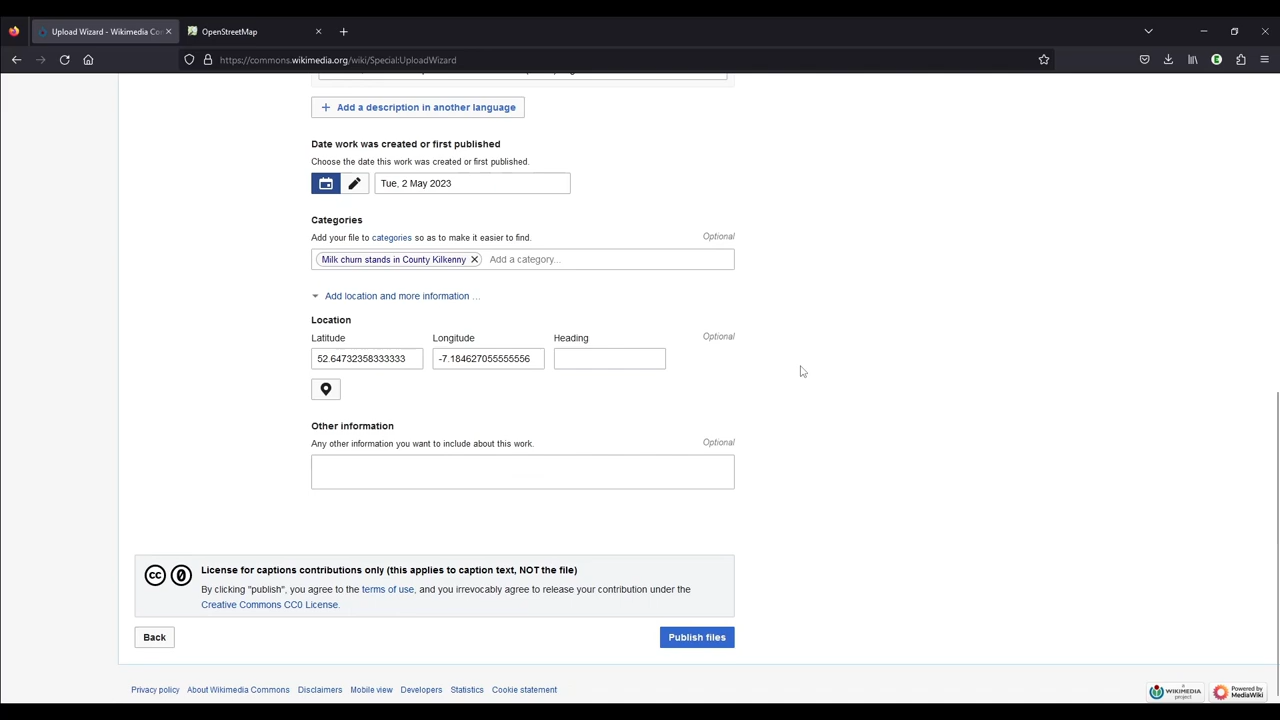 Upload Wizard - Wikimedia Co
OpenStreetMap
https://commons.wikimedia.org/wiki/Special:UploadWizard
+ Add a description in another language
Date work was created or first published
Choose the date this work was created or first published.
Tue, 2 May 2023
Categories
Add your file to categories so as to make it easier to find.
Optional
Milk churn stands in County Kilkenny
Add a category...
Add location and more information ...
Location
Latitude Longitude Heading
Optional
52.64732358333333 -7.184627055555556
Other information
Any other information you want to include about this work.
Optional
License for captions contributions only (this applies to caption text, NOT the file)
By clicking "publish", you agree to the terms of use, and you irrevocably agree to release your contribution under the
Creative Commons CC0 License.
Back
Publish files
Privacy policy About Wikimedia Commons Disclaimers Mobile view Developers Statistics Cookie statement
a WIKIMEDIA project
Powered by MediaWiki